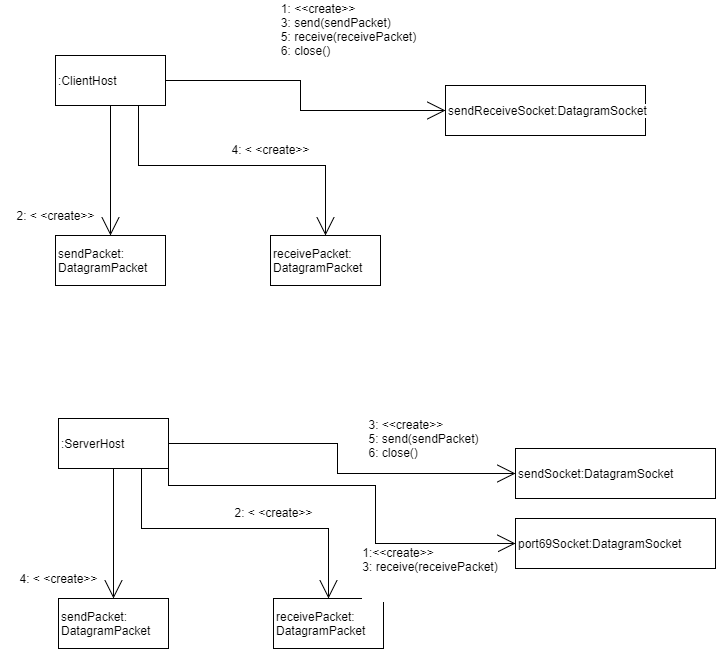 1: <<create>>
3: send(sendPacket)
5: receive(receivePacket)
6: close()
:ClientHost
sendReceiveSocket:DatagramSocket
4: < <create>>
2: < <create>>
sendPacket:
DatagramPacket
receivePacket:
DatagramPacket
3: <<create>>
5: send(sendPacket)
6: close()
:ServerHost
sendSocket:DatagramSocket
2: < <create>>
port69Socket:DatagramSocket
1:<<create>>
3: receive(receivePacket)
4: < <create>>
sendPacket:
DatagramPacket
receivePacket:
DatagramPacket